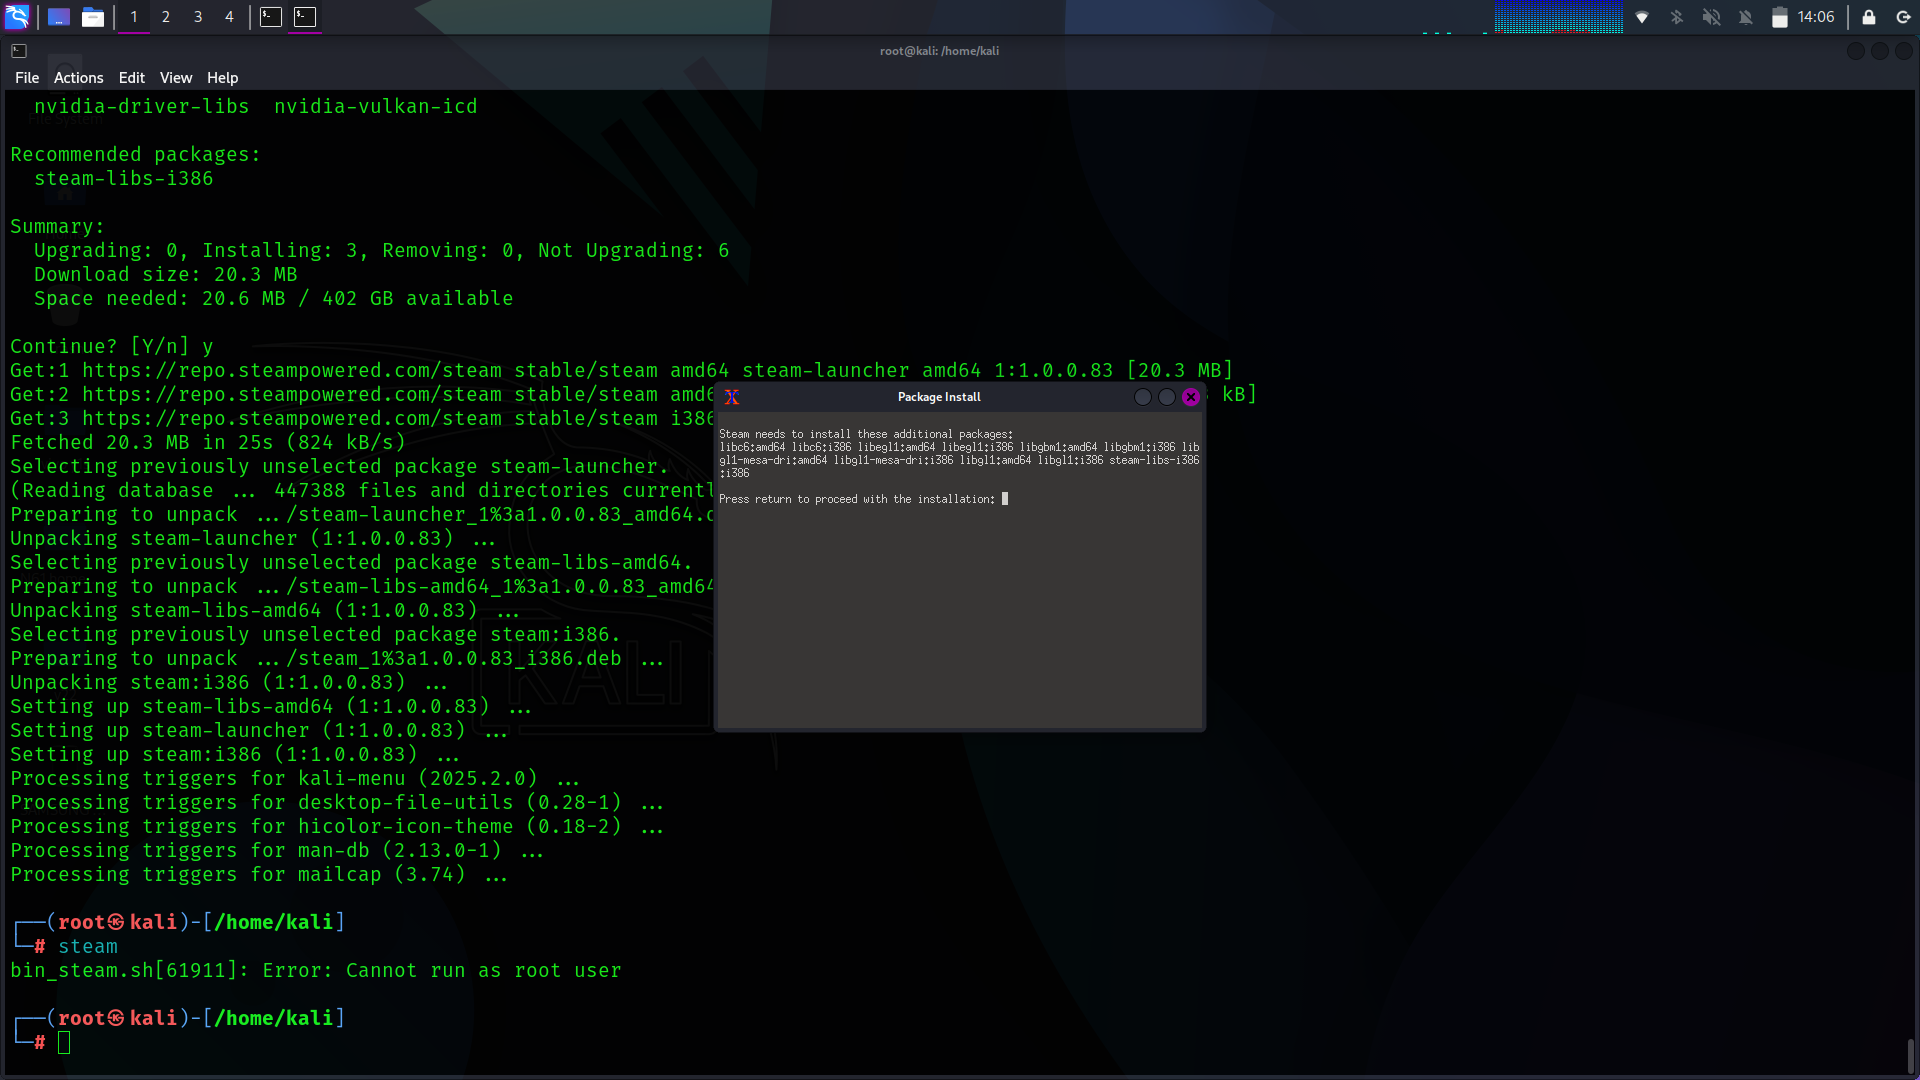 1 2 3 4
14:06
root@kali: /home/kali
File Actions Edit View Help
nvidia-driver-libs  nvidia-vulkan-icd
Recommended packages:
steam-libs-i386
Summary:
Upgrading: 0, Installing: 3, Removing: 0, Not Upgrading: 6
Download size: 20.3 MB
Space needed: 20.6 MB / 402 GB available
Continue? [Y/n] y
Get:1 https://repo.steampowered.com/steam stable/steam amd64 steam-launcher amd64 1:1.0.0.83 [20.3 MB]
Get:2 https://repo.steampowered.com/steam stable/steam kB]
Get:3 https://repo.steampowered.com/steam stable/steam i386
Fetched 20.3 MB in 25s (824 kB/s)
Selecting previously unselected package steam-launcher.
(Reading database ... 447388 files and directories
Preparing to unpack .../steam-launcher_1%3a1.0.0.83_amd64.
Unpacking steam-launcher (1:1.0.0.83) ...
Selecting previously unselected package steam-libs-amd64.
Preparing to unpack .../steam-libs-amd64_1%3a1.0.0.83_amd64
Unpacking steam-libs-amd64 (1:1.0.0.83) ...
Selecting previously unselected package steam:i386.
Preparing to unpack .../steam_1%3a1.0.0.83_i386.deb ...
Unpacking steam:i386 (1:1.0.0.83) ...
Setting up steam-libs-amd64 (1:1.0.0.83) ...
Setting up steam-launcher (1:1.0.0.83) ...
Setting up steam:i386 (1:1.0.0.83) ...
Processing triggers for kali-menu (2025.2.0) ...
Processing triggers for desktop-file-utils (0.28-1) ...
Processing triggers for hicolor-icon-theme (0.18-2) ...
Processing triggers for man-db (2.13.0-1) ...
Processing triggers for mailcap (3.74) ...
┌──(root㉿kali)-[/home/kali]
└─# steam
bin_steam.sh[61911]: Error: Cannot run as root user
┌──(root㉿kali)-[/home/kali]
└─#
Package Install
Steam needs to install these additional packages:
libc6:amd64 libc6:i386 libegl1:amd64 libegl1:i386 libgbm1:amd64 libgbm1:i386 lib
gl1-mesa-dri:amd64 libgl1-mesa-dri:i386 libgl1:amd64 libgl1:i386 steam-libs-i386
:i386
Press return to proceed with the installation:
KALI